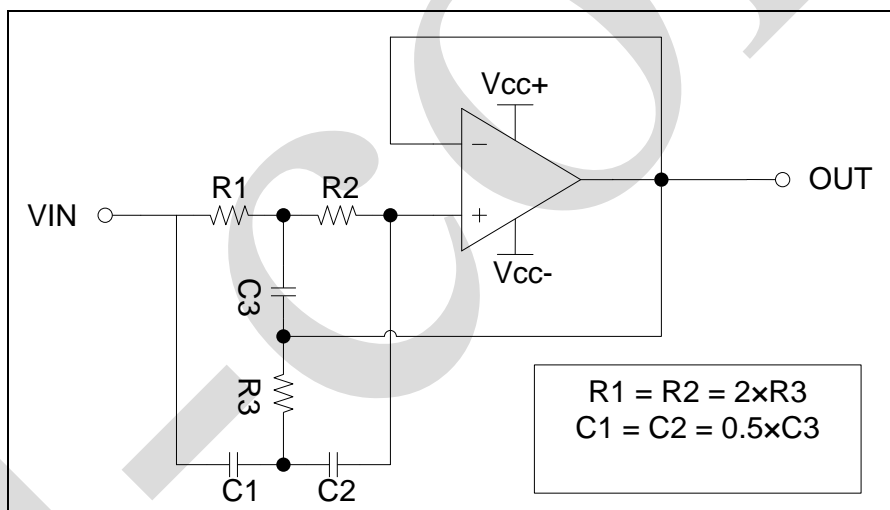 Vcc+
−
R1
R2
OUT
VIN
+
Vcc-
C3
R3
R1 = R2 = 2×R3
C1 = C2 = 0.5×C3
C1
C2